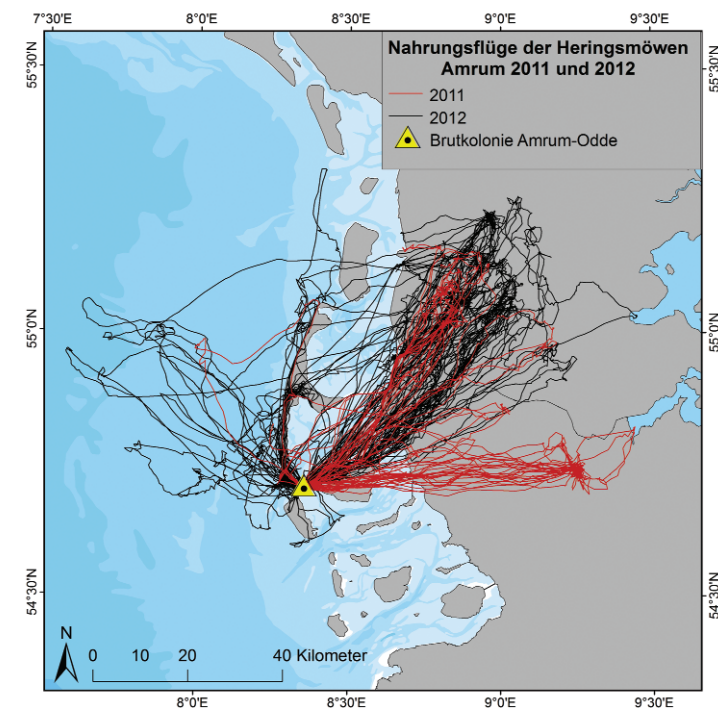 7°30'E 8°0'E 8°30'E 9°0'E 9°30'E
55°30'N
55°30'N
Nahrungsflüge der Heringsmöwen
Amrum 2011 und 2012
2011
2012
Brutkolonie Amrum-Odde
55°0'N
55°0'N
54°30'N
54°30'N
N
0 10 20 40 Kilometer
8°0'E 8°30'E 9°0'E 9°30'E